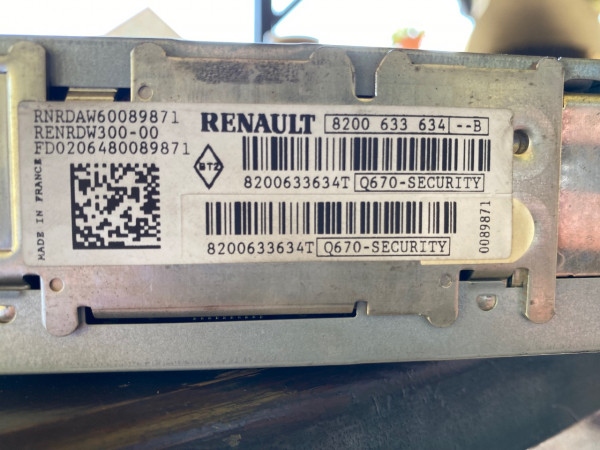 RNRDAW60089871
RENRDW300-00
FD0206480089871
RENAULT 8200 633 634 --B
MADE IN FRANCE
8200633634T Q670-SECURITY
8200633634T Q670-SECURITY
0089871